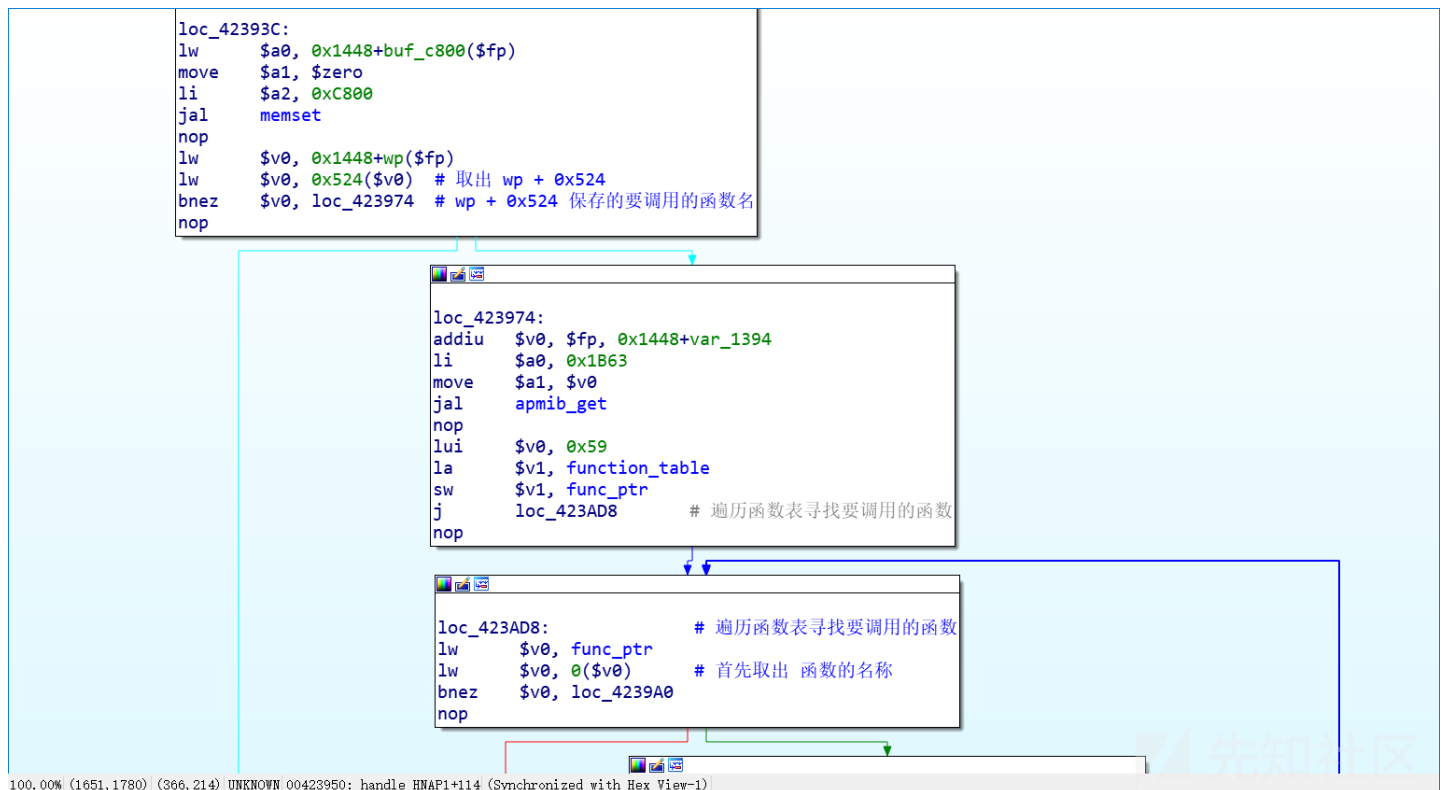 loc_42393C:
lw $a0, 0x1448+buf_c800($fp)
move $a1, $zero
li $a2, 0xC800
jal memset
nop
lw $v0, 0x1448+wp($fp)
lw $v0, 0x524($v0) # 取出 wp + 0x524
bnez $v0, loc_423974 # wp + 0x524 保存的要调用的函数名
nop
loc_423974:
addiu $v0, $fp, 0x1448+var_1394
li $a0, 0x1B63
move $a1, $v0
jal apmib_get
nop
lui $v0, 0x59
la $v1, function_table
sw $v1, func_ptr
j loc_423AD8 # 遍历函数表寻找要调用的函数
nop
loc_423AD8: # 遍历函数表寻找要调用的函数
lw $v0, func_ptr
lw $v0, 0($v0) # 首先取出 函数的名称
bnez $v0, loc_4239A0
nop
先知社区
100.00% (1651,1780) (366,214) UNKNOWN 00423950: handle_HNAP1+114 (Synchronized with Hex View-1)